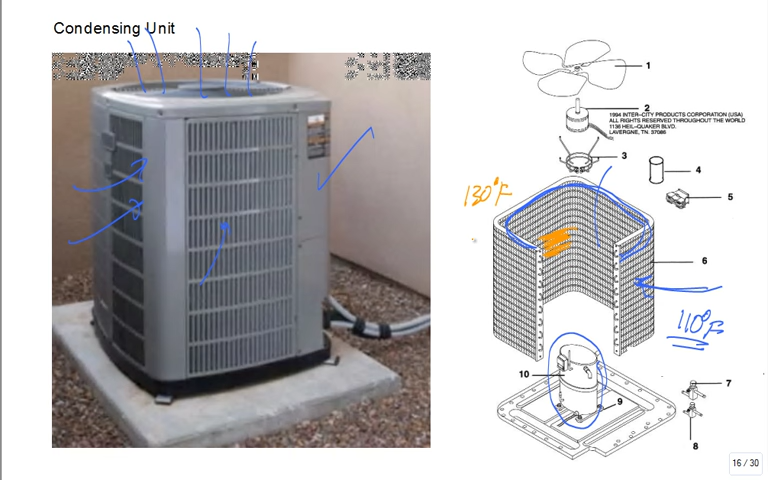 Condensing Unit
1
2
1994 INTER-CITY PRODUCTS CORPORATION (USA)
ALL RIGHTS RESERVED THROUGHOUT THE WORLD
1136 HEIL-QUAKER BLVD.
LAVERGNE, TN. 37086
3
4
5
130°F
6
110°F
10
9
7
8
16 / 30